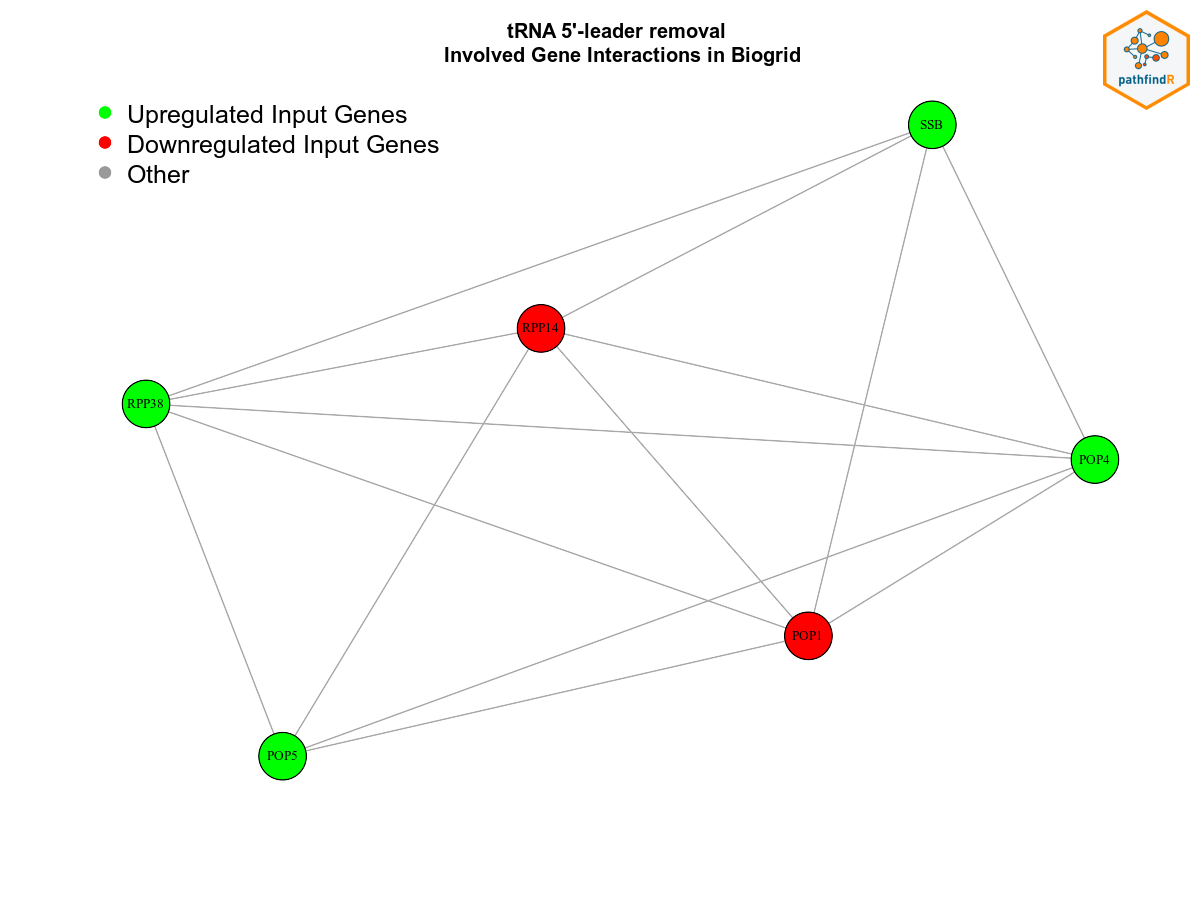 tRNA 5'-leader removal
Involved Gene Interactions in Biogrid
pathfindR
Upregulated Input Genes
Downregulated Input Genes
Other
SSB
RPP14
RPP38
POP4
POP1
POP5